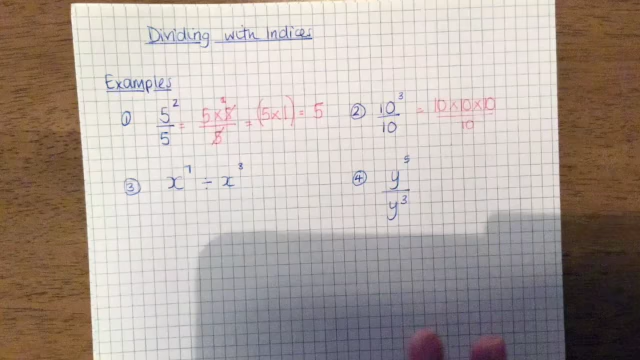 Dividing with Indices
Examples
① 5² / 5 = 5 x 5 / 5 = (5 x 1) = 5
② 10³ / 10 = 10 x 10 x 10 / 10
③ x⁷ ÷ x³
④ y⁵ / y³